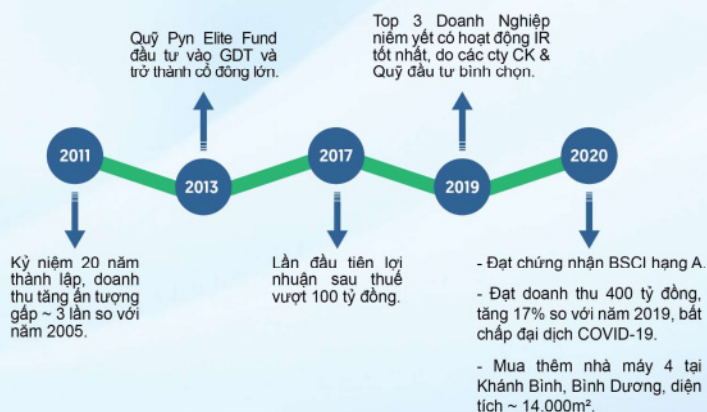 Quỹ Pyn Elite Fund
đầu tư vào GDT và
trở thành cổ đông lớn.
Top 3 Doanh Nghiệp
niêm yết có hoạt động IR
tốt nhất, do các cty CK &
Quỹ đầu tư bình chọn.
2011
2013
2017
2019
2020
Kỷ niệm 20 năm
thành lập, doanh
thu tăng ấn tượng
gấp ~ 3 lần so với
năm 2005.
Lần đầu tiên lợi
nhuận sau thuế
vượt 100 tỷ đồng.
- Đạt chứng nhận BSCI hạng A.
- Đạt doanh thu 400 tỷ đồng,
tăng 17% so với năm 2019, bất
chấp đại dịch COVID-19.
- Mua thêm nhà máy 4 tại
Khánh Bình, Bình Dương, diện
tích ~ 14.000m².